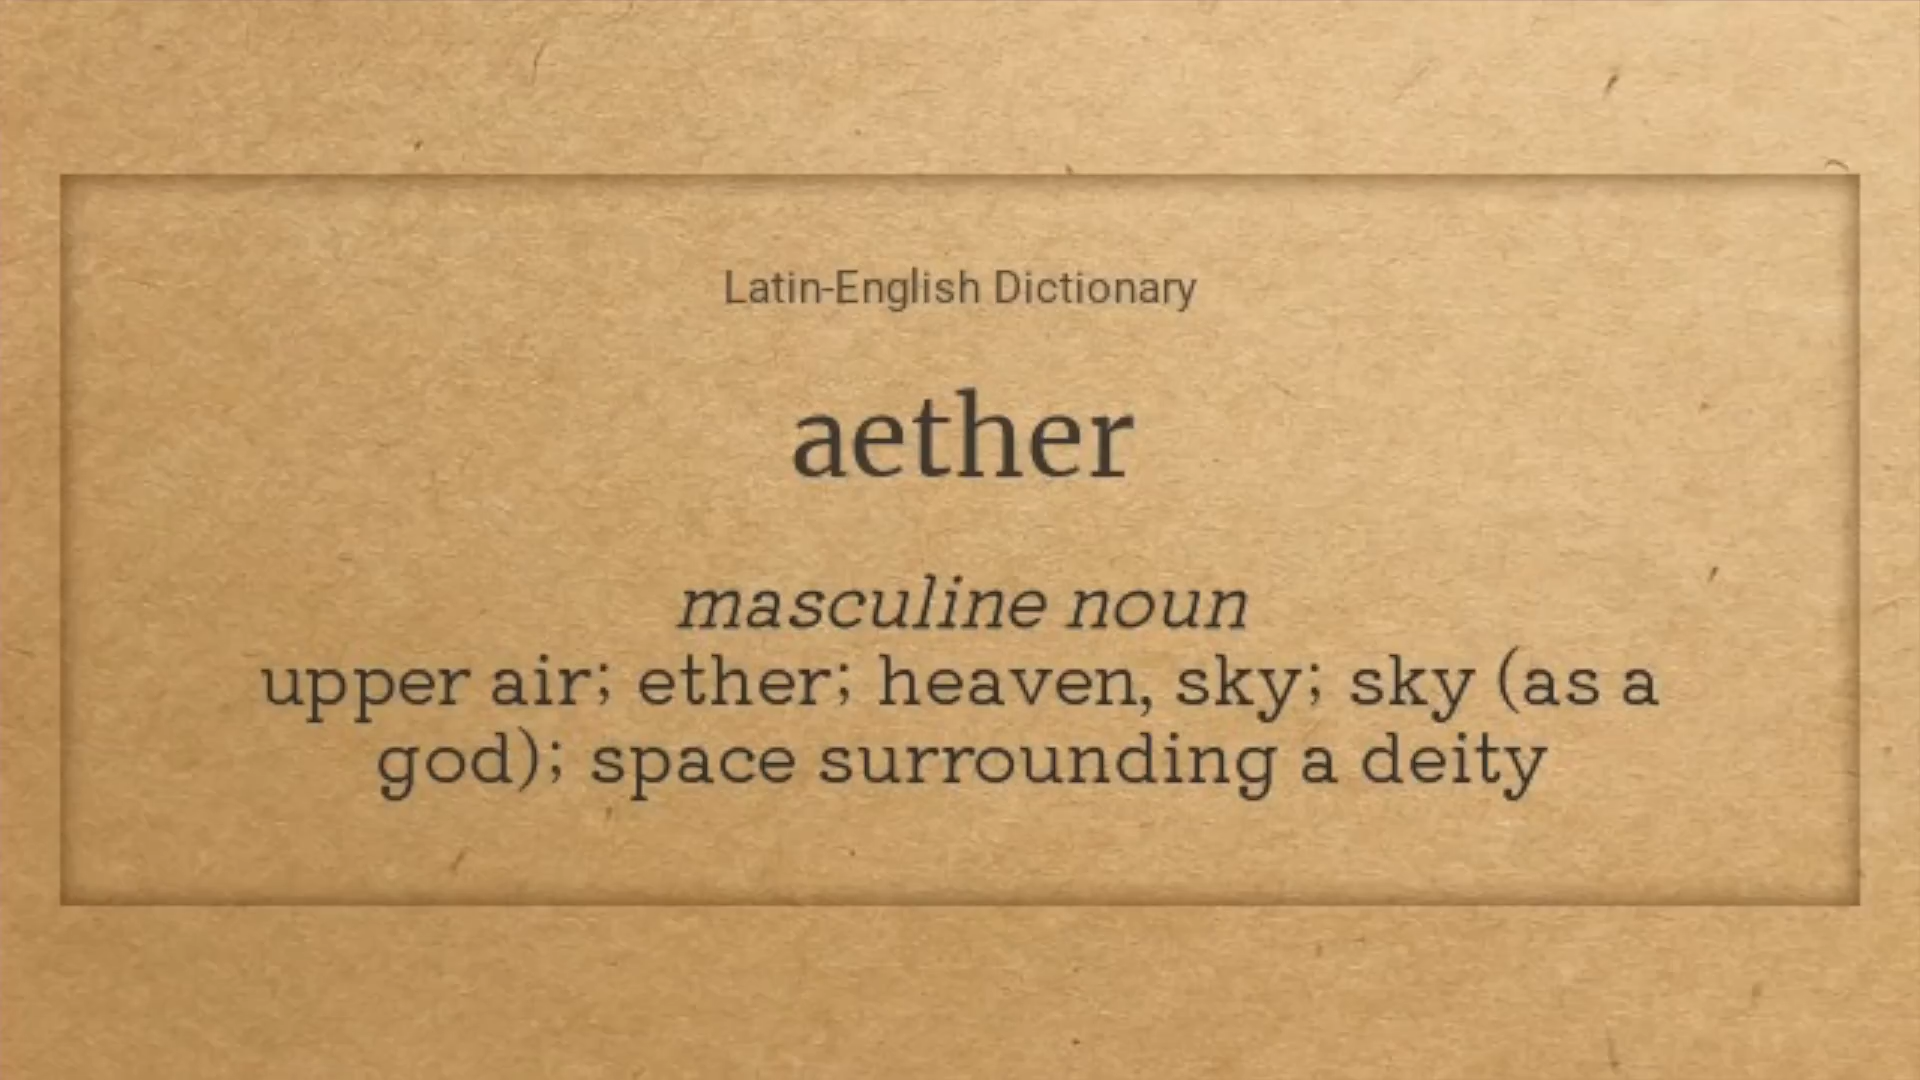 Latin-English Dictionary
aether
masculine noun
upper air; ether; heaven, sky; sky (as a
god); space surrounding a deity